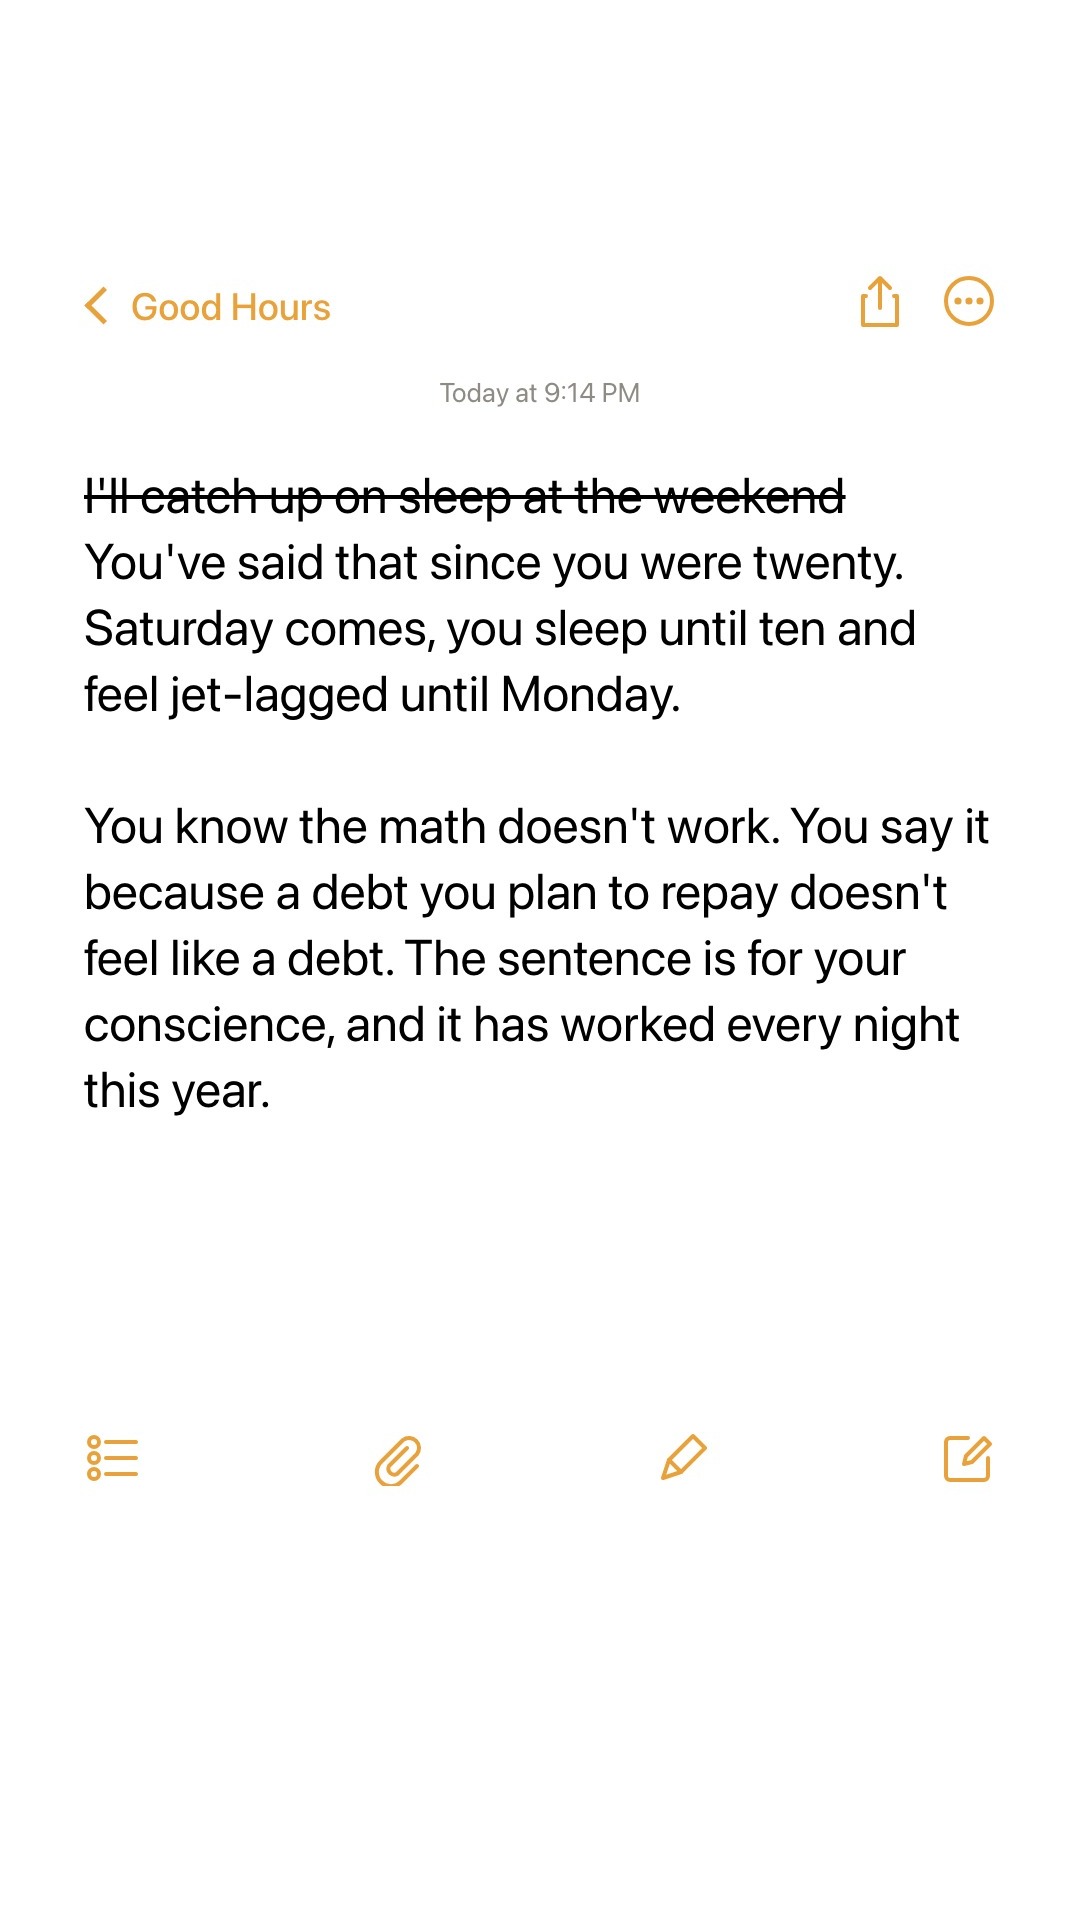 Good Hours
Today at 9:14 PM
I'll catch up on sleep at the weekend
You've said that since you were twenty.
Saturday comes, you sleep until ten and
feel jet-lagged until Monday.
You know the math doesn't work. You say it
because a debt you plan to repay doesn't
feel like a debt. The sentence is for your
conscience, and it has worked every night
this year.